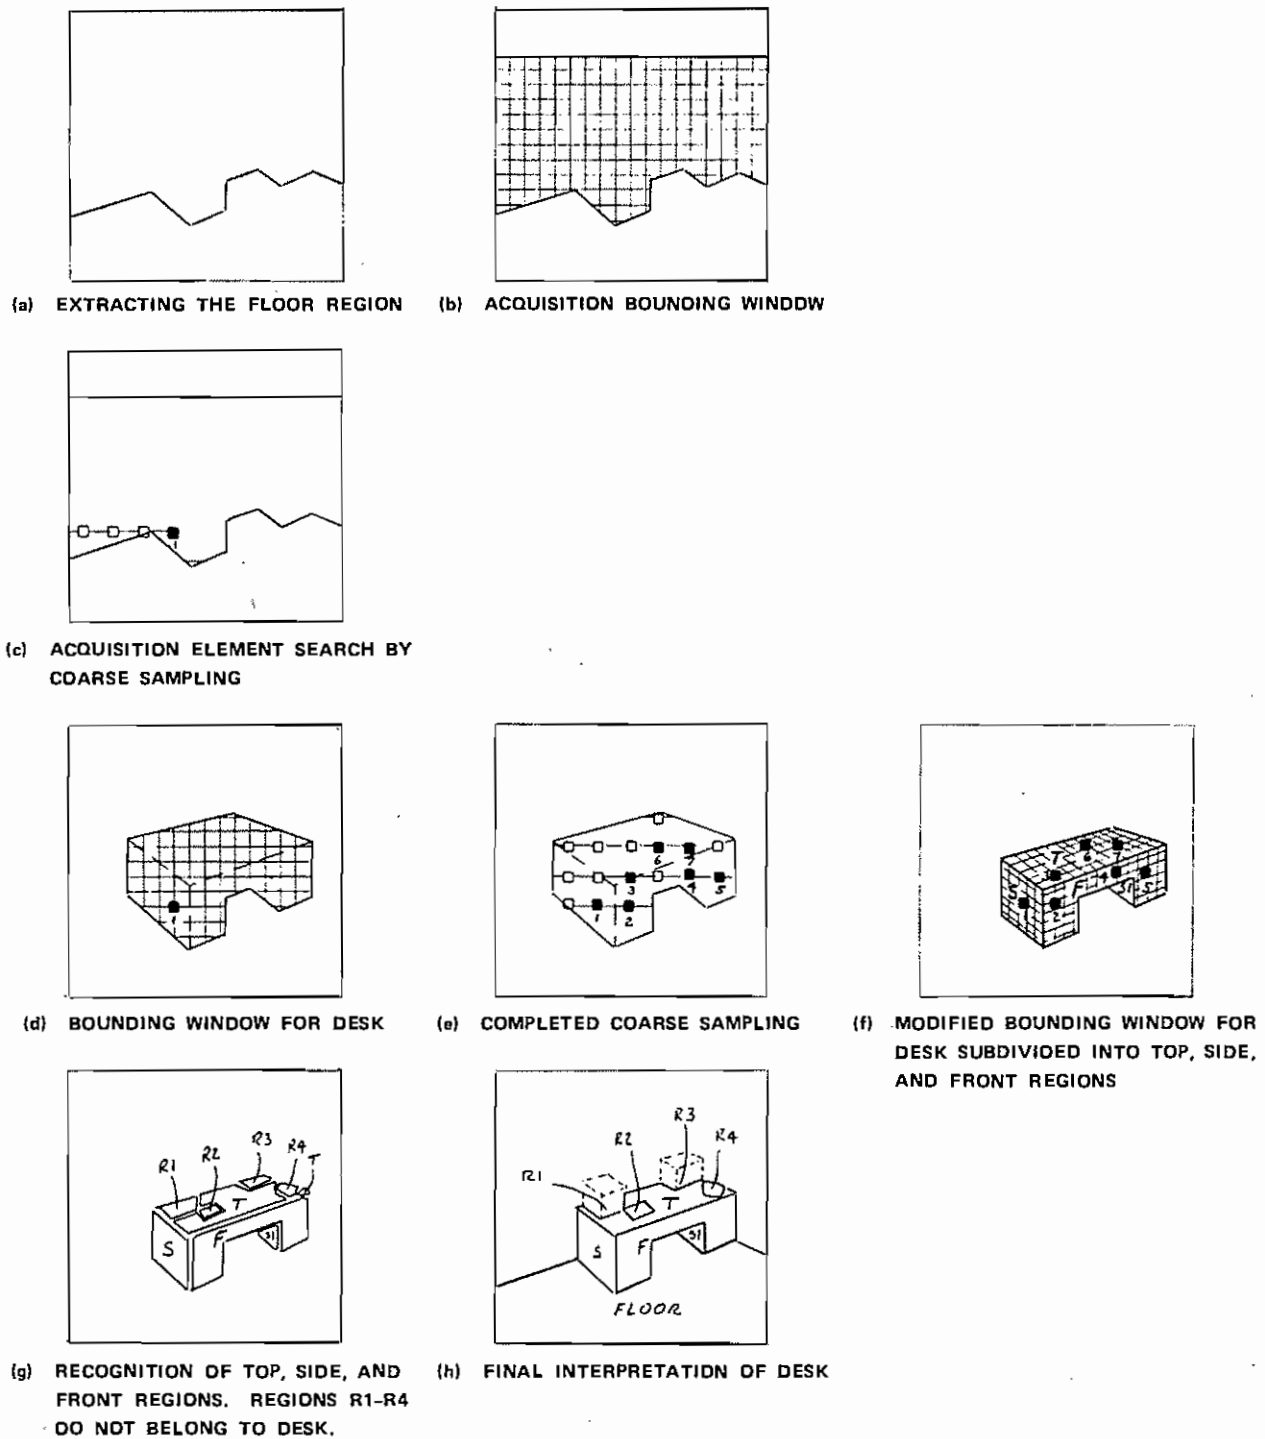 (a) EXTRACTING THE FLOOR REGION
(b) ACQUISITION BOUNDING WINDOW
1
(c) ACQUISITION ELEMENT SEARCH BY
COARSE SAMPLING
1
(d) BOUNDING WINDOW FOR DESK
6 7
3 4 5
1 2
(e) COMPLETED COARSE SAMPLING
T 6 7
S F 4 S1 5
1 2
(f) MODIFIED BOUNDING WINDOW FOR
DESK SUBDIVIDED INTO TOP, SIDE,
AND FRONT REGIONS
R1 R2 R3 R4 T
T
S F S1
(g) RECOGNITION OF TOP, SIDE, AND
FRONT REGIONS. REGIONS R1-R4
DO NOT BELONG TO DESK.
R1 R2 R3 R4
T
S F S1
FLOOR
(h) FINAL INTERPRETATION OF DESK